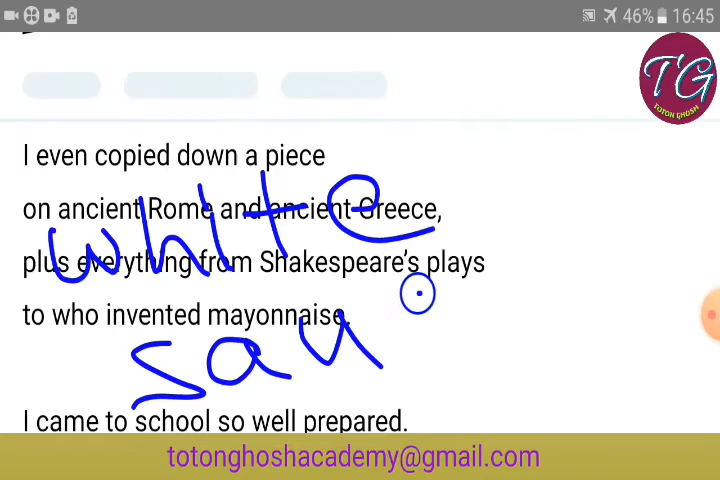 46% 16:45
TG
TOTON GHOSH
I even copied down a piece
on ancient Rome and ancient Greece,
white
plus everything from Shakespeare's plays
to who invented mayonnaise.
sau
I came to school so well prepared.
totonghoshacademy@gmail.com